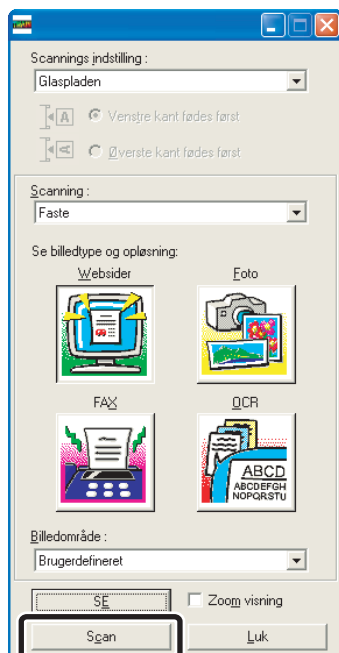 Scannings indstilling :
Glaspladen
A
Venstre kant fødes først
A
Øverste kant fødes først
Scanning :
Faste
Se billedtype og opløsning:
Websider Foto
FAX OCR
ABCD
ABCDEFGH
NOPQRSTU
Billedområde :
Brugerdefineret
SE Zoom visning
Scan Luk